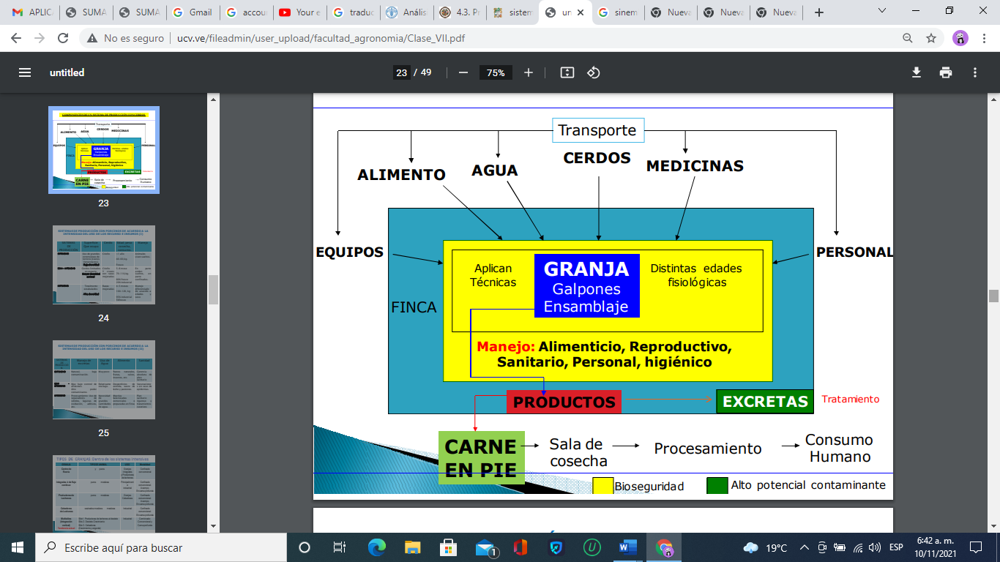 APLICA
SUMA
SUMA
Gmail
accou
Your e
traduc
Anális
4.3. Pr
sistem
un
sinem
Nueva
Nueva
Nueva
No es seguro
ucv.ve/fileadmin/user_upload/facultad_agronomia/Clase_VII.pdf
untitled
23 / 49
75%
23
24
25
Transporte
CERDOS
ALIMENTO
AGUA
MEDICINAS
EQUIPOS
PERSONAL
FINCA
Aplican
Técnicas
GRANJA
Galpones
Ensamblaje
Distintas edades
fisiológicas
Manejo: Alimenticio, Reproductivo,
Sanitario, Personal, higiénico
PRODUCTOS
EXCRETAS
Tratamiento
CARNE
EN PIE
Sala de
cosecha
Procesamiento
Consumo
Humano
Bioseguridad
Alto potencial contaminante
Escribe aquí para buscar
1
19°C
ESP
6:42 a. m.
10/11/2021